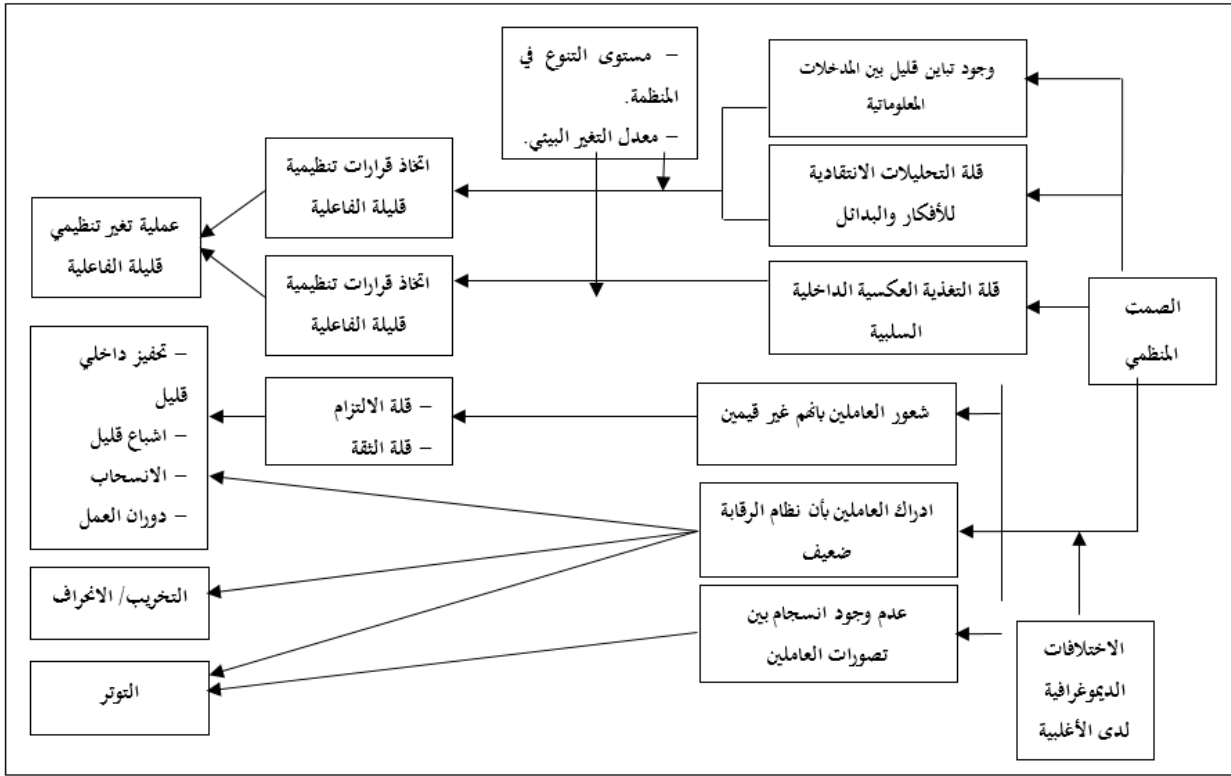 وجود تباين قليل بين المدخلات
المعلوماتية
– مستوى التنوع في
المنظمة.
– معدل التغير البيئي.
قلة التحليلات الانتقادية
للأفكار والبدائل
اتخاذ قرارات تنظيمية
قليلة الفاعلية
عملية تغر تنظيمي
قليلة الفاعلية
الصمت
المنظمي
قلة التغذية العكسية الداخلية
السلبية
اتخاذ قرارات تنظيمية
قليلة الفاعلية
شعور العاملين بانهم غير قيمين
– قلة الالتزام
– قلة الثقة
– تحفيز داخلي
قليل
– اشباع قليل
– الانسحاب
– دوران العمل
ادراك العاملين بأن نظام الرقابة
ضعيف
التخريب/ الانحراف
عدم وجود انسجام بين
تصورات العاملين
التوتر
الاختلافات
الديموغرافية
لدى الأغلبية